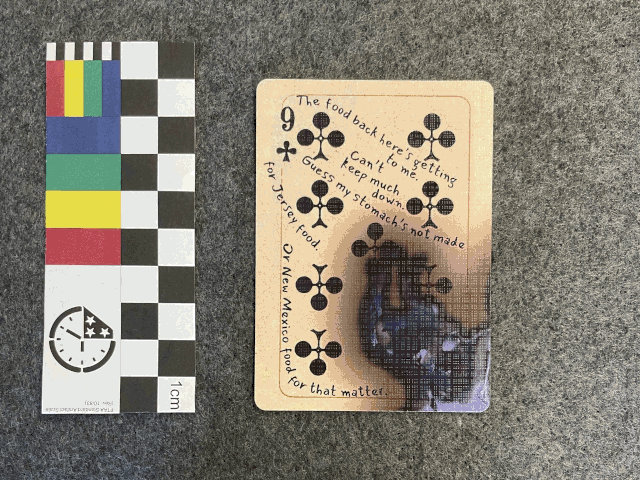 9
The food back here's getting
to me.
Can't
keep much
down.
Guess my stomach's not made
for Jersey food.
Or New Mexico food for that matter.
1cm